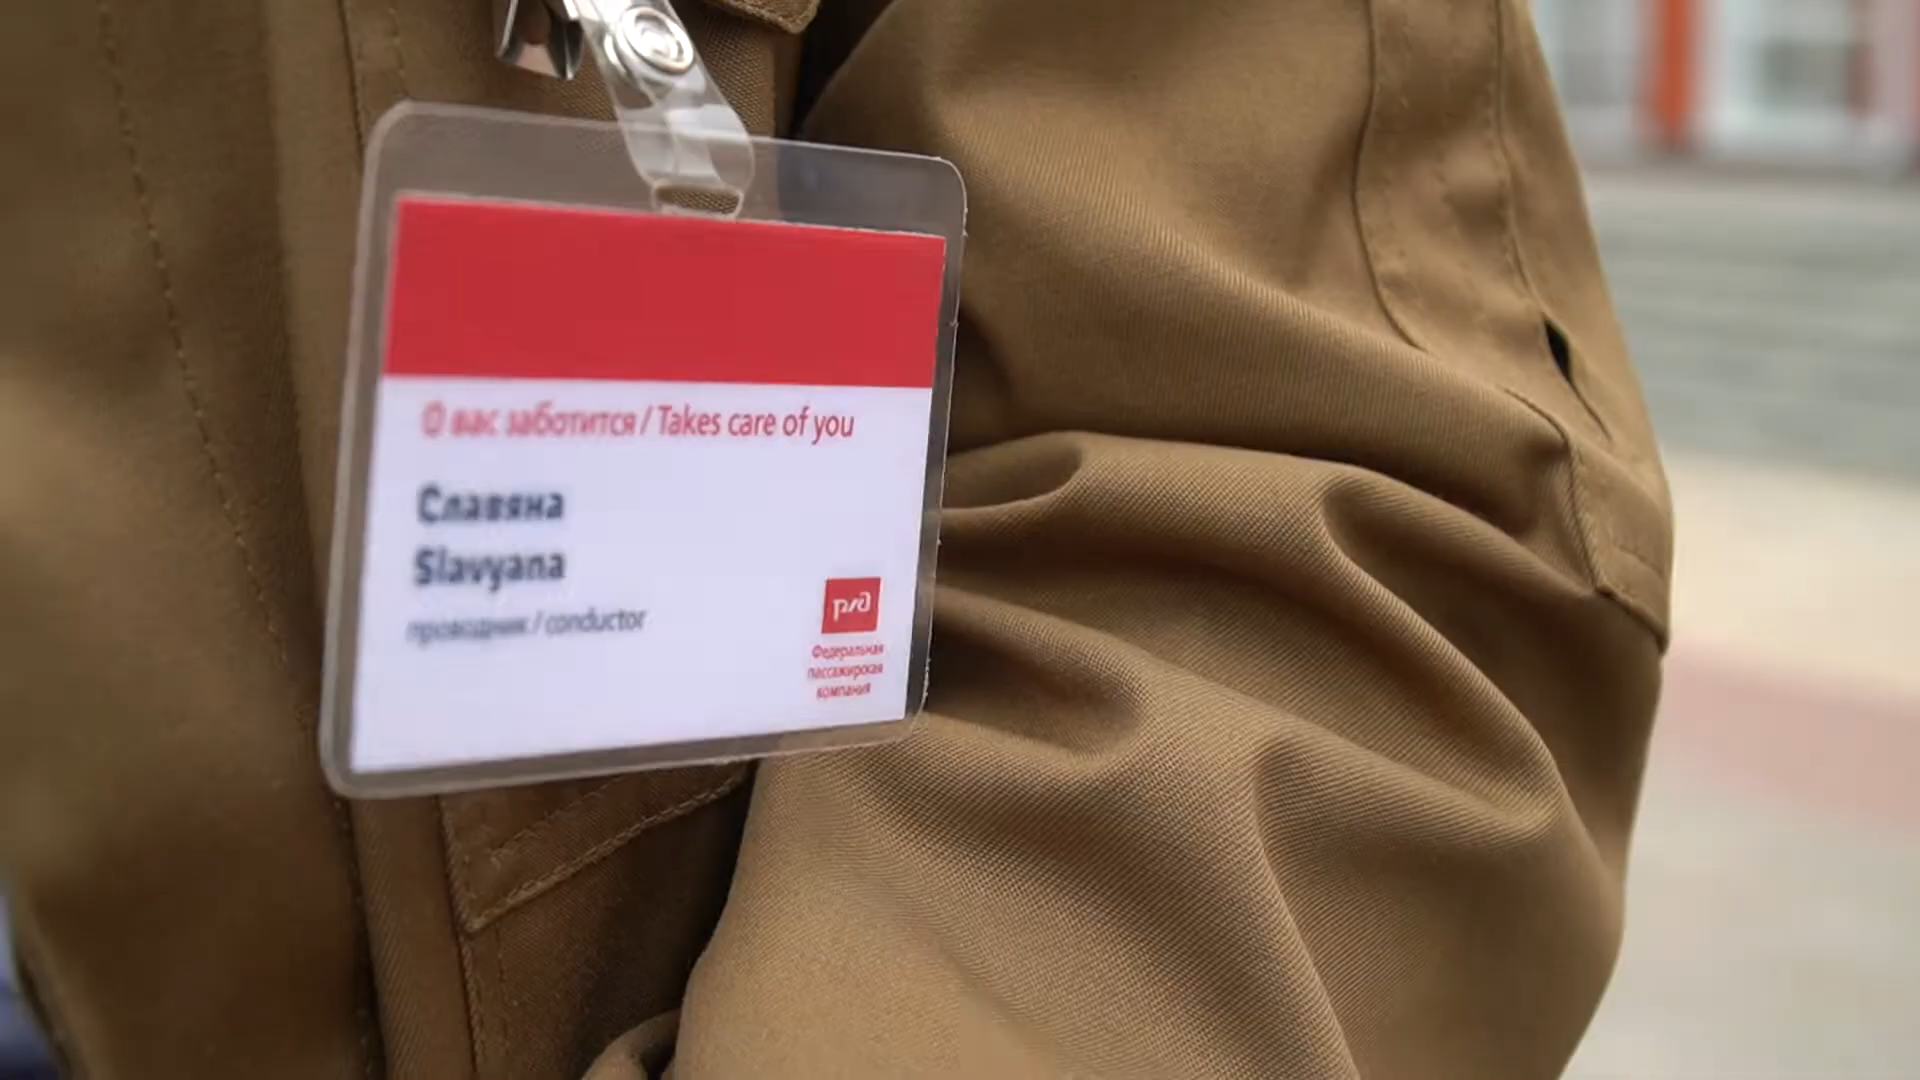 О вас заботится / Takes care of you
Славяна
Slavyana
проводник / conductor
ржд
Федеральная
пассажирская
компания